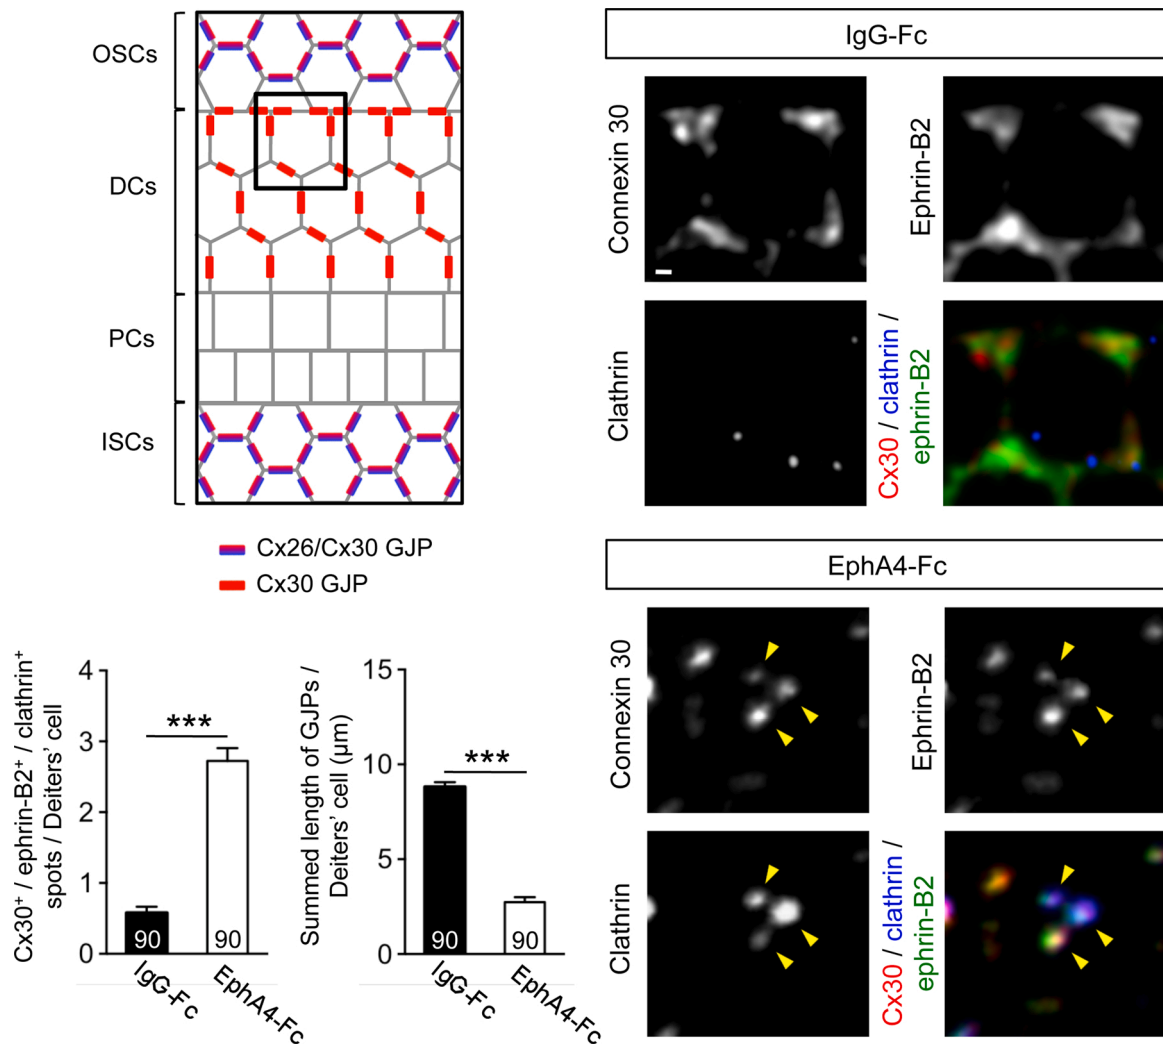 OSCs
DCs
PCs
ISCs
Cx26/Cx30 GJP
Cx30 GJP
Cx30⁺ / ephrin-B2⁺ / clathrin⁺
spots / Deiters' cell
4
3
2
1
0
***
90
90
IgG-Fc
EphA4-Fc
Summed length of GJPs /
Deiters' cell (µm)
15
10
5
0
***
90
90
IgG-Fc
EphA4-Fc
IgG-Fc
Connexin 30
Ephrin-B2
Clathrin
Cx30 / clathrin /
ephrin-B2
EphA4-Fc
Connexin 30
Ephrin-B2
Clathrin
Cx30 / clathrin /
ephrin-B2